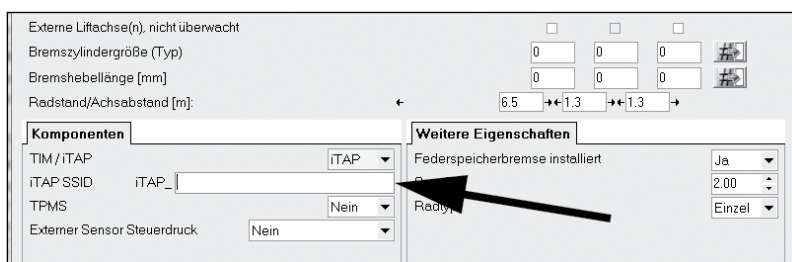 Externe Liftachse(n), nicht überwacht
Bremszylindergröße (Typ) 0 0 0
Bremshebellänge [mm] 0 0 0
Radstand/Achsabstand [m]: 6.5 1.3 1.3
Komponenten
TIM / iTAP iTAP
iTAP SSID iTAP_
TPMS Nein
Externer Sensor Steuerdruck Nein
Weitere Eigenschaften
Federspeicherbremse installiert Ja
2.00
Einzel